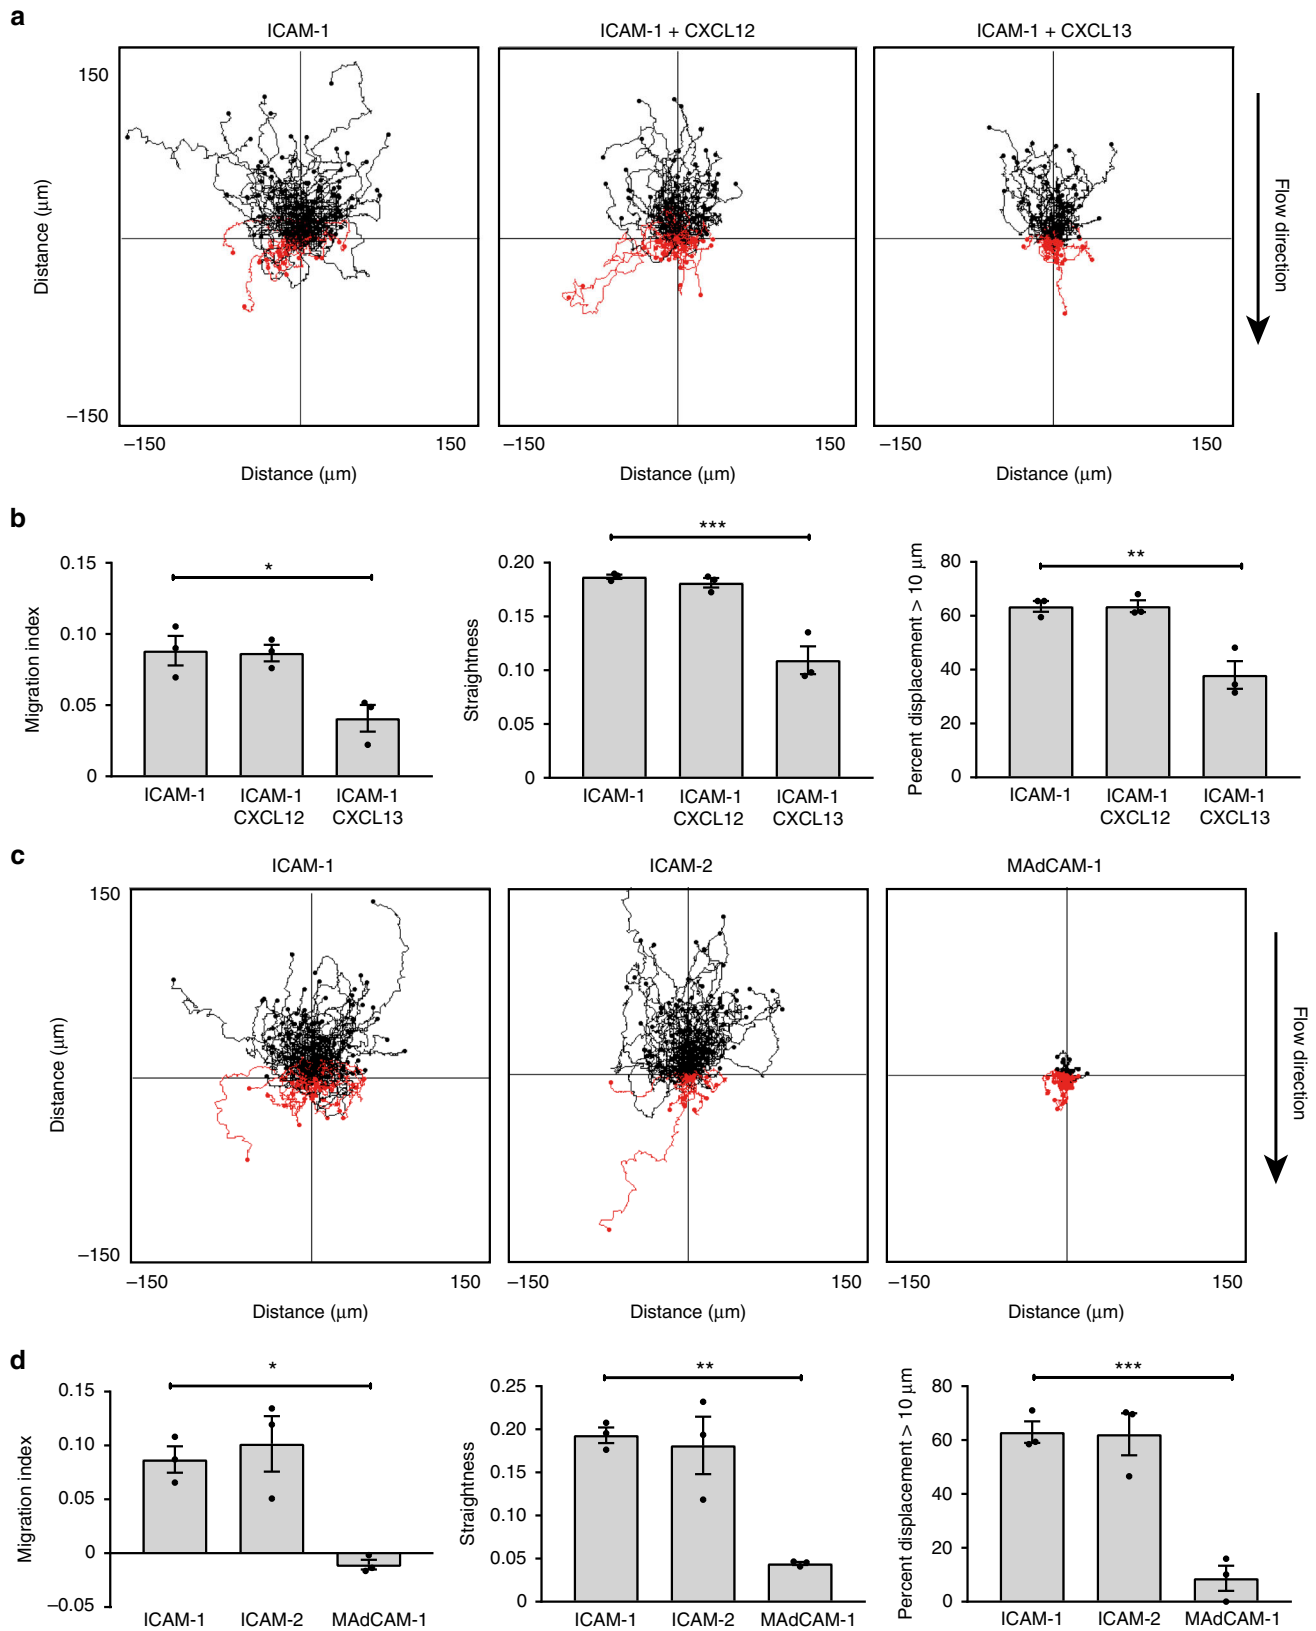 a
ICAM-1
ICAM-1 + CXCL12
ICAM-1 + CXCL13
150
Distance (μm)
–150
–150
150
–150
150
–150
150
Distance (μm)
Distance (μm)
Distance (μm)
Flow direction
b
Migration index
0.15
0.10
0.05
0
*
ICAM-1
ICAM-1
CXCL12
ICAM-1
CXCL13
Straightness
0.20
0.15
0.10
0.05
0
***
ICAM-1
ICAM-1
CXCL12
ICAM-1
CXCL13
Percent displacement > 10 μm
80
60
40
20
0
**
ICAM-1
ICAM-1
CXCL12
ICAM-1
CXCL13
c
ICAM-1
ICAM-2
MAdCAM-1
150
Distance (μm)
–150
–150
150
–150
150
–150
150
Distance (μm)
Distance (μm)
Distance (μm)
Flow direction
d
Migration index
0.15
0.10
0.05
0
–0.05
*
ICAM-1
ICAM-2
MAdCAM-1
Straightness
0.25
0.20
0.15
0.10
0.05
0
**
ICAM-1
ICAM-2
MAdCAM-1
Percent displacement > 10 μm
80
60
40
20
0
***
ICAM-1
ICAM-2
MAdCAM-1